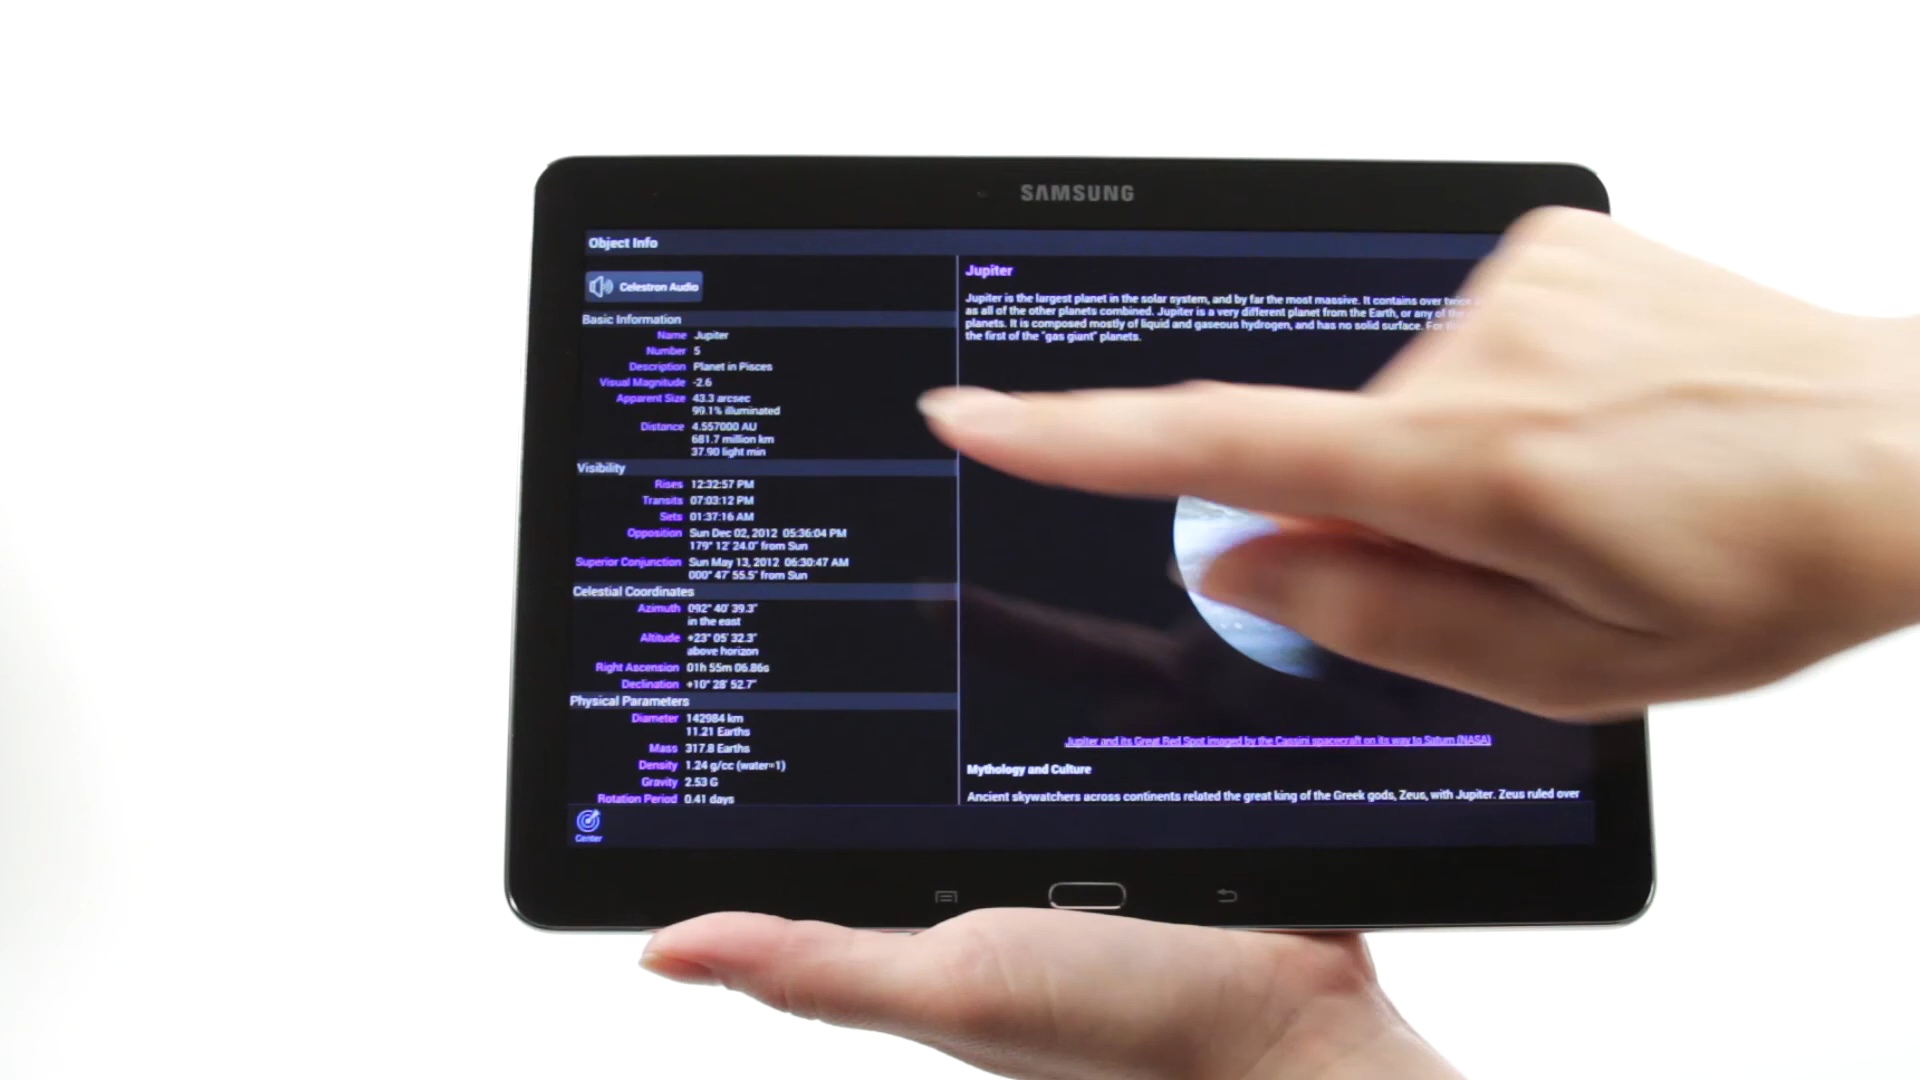 SAMSUNG
Object Info
Celestron Audio
Basic Information
Name Jupiter
Number 5
Description Planet in Pisces
Visual Magnitude -2.6
Apparent Size 43.3 arcsec
99.1% illuminated
Distance 4.557000 AU
681.7 million km
37.90 light min
Visibility
Rises 12:32:57 PM
Transits 07:03:12 PM
Sets 01:37:16 AM
Opposition Sun Dec 02, 2012 05:36:04 PM
179° 12' 24.0" from Sun
Superior Conjunction Sun May 13, 2012 06:30:47 AM
000° 47' 55.5" from Sun
Celestial Coordinates
Azimuth 092° 40' 39.3"
in the east
Altitude +23° 05' 32.3"
above horizon
Right Ascension 01h 55m 06.86s
Declination +10° 28' 52.7"
Physical Parameters
Diameter 142984 km
11.21 Earths
Mass 317.8 Earths
Density 1.24 g/cc (water=1)
Gravity 2.53 G
Rotation Period 0.41 days
Center
Jupiter
Jupiter is the largest planet in the solar system, and by far the most massive. It contains over twice
as all of the other planets combined. Jupiter is a very different planet from the Earth, or any of the
planets. It is composed mostly of liquid and gaseous hydrogen, and has no solid surface. For
the first of the "gas giant" planets.
Jupiter and its Great Red Spot imaged by the Cassini spacecraft on its way to Saturn (NASA)
Mythology and Culture
Ancient skywatchers across continents related the great king of the Greek gods, Zeus, with Jupiter. Zeus ruled over